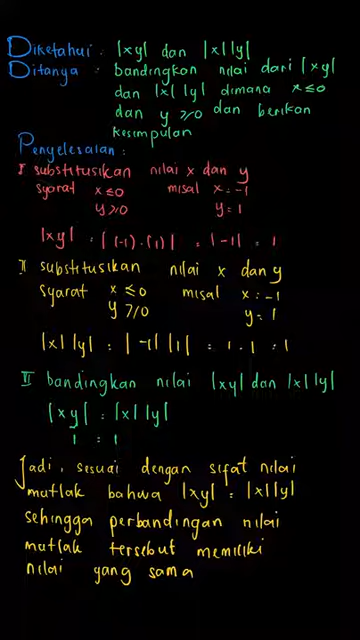 Diketahui : |xy| dan |x| |y|
Ditanya : bandingkan nilai dari |xy|
dan |x| |y| dimana x ≤ 0
dan y ≥ 0 dan berikan
kesimpulan
Penyelesaian :
I substitusikan nilai x dan y
syarat x ≤ 0 misal x = -1
y ≥ 0 y = 1
|xy| = |(-1) . (1)| = |-1| = 1
II substitusikan nilai x dan y
syarat x ≤ 0 misal x = -1
y ≥ 0 y = 1
|x| |y| = |-1| |1| = 1 . 1 = 1
III bandingkan nilai |xy| dan |x| |y|
|xy| = |x| |y|
1 = 1
Jadi, sesuai dengan sifat nilai
mutlak bahwa |xy| = |x| |y|
sehingga perbandingan nilai
mutlak tersebut memiliki
nilai yang sama